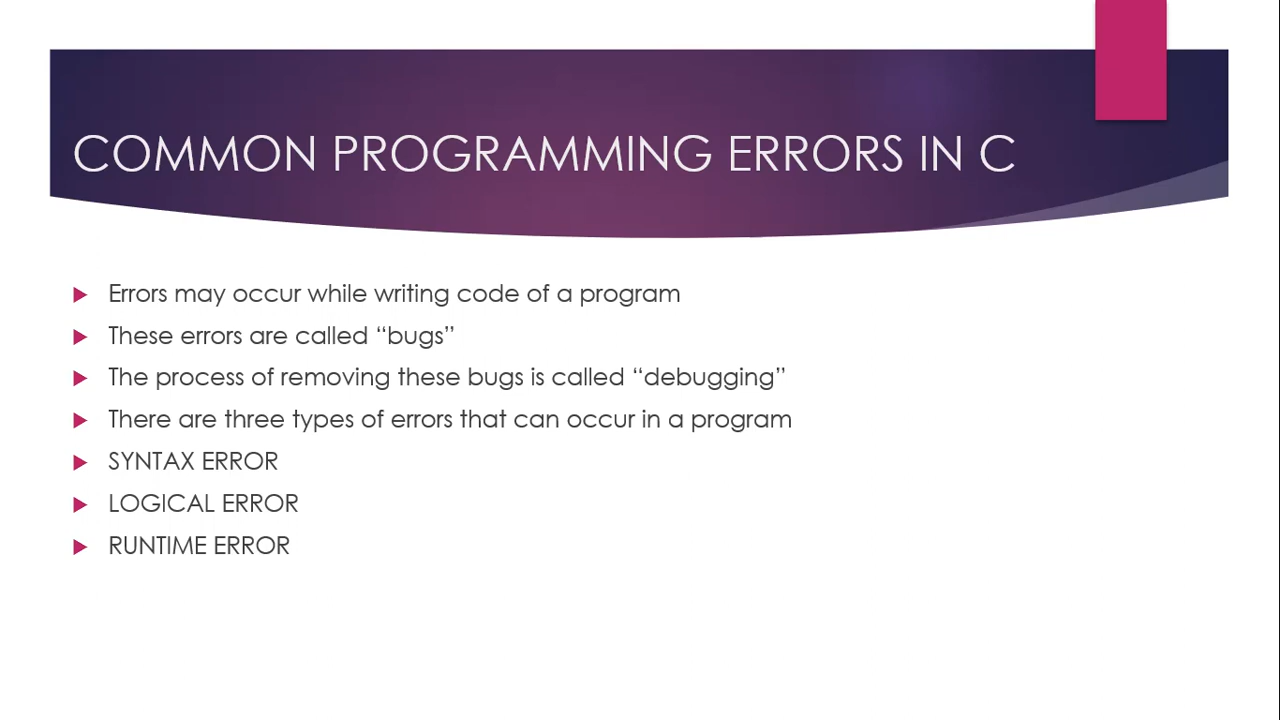 COMMON PROGRAMMING ERRORS IN C
Errors may occur while writing code of a program
These errors are called “bugs”
The process of removing these bugs is called “debugging”
There are three types of errors that can occur in a program
SYNTAX ERROR
LOGICAL ERROR
RUNTIME ERROR